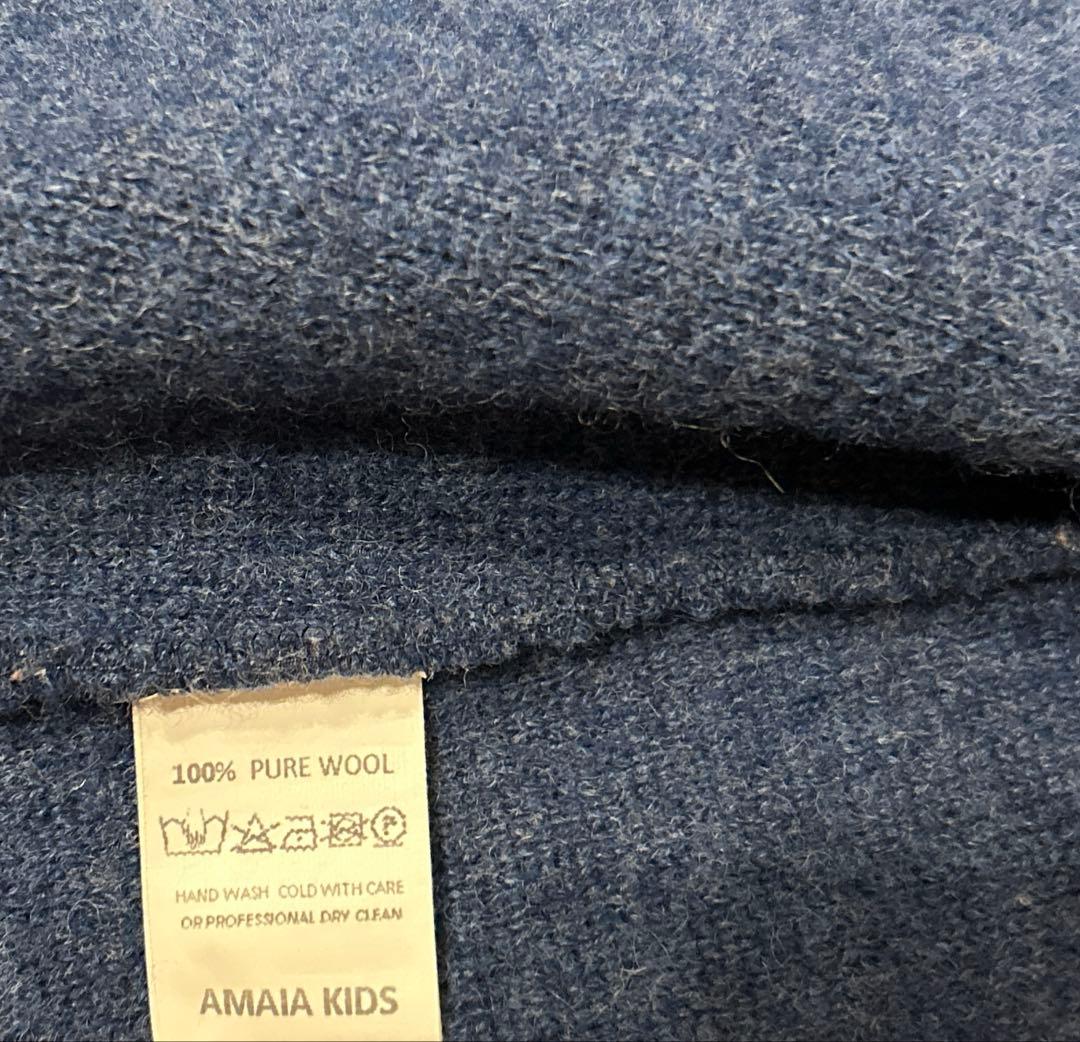 100% PURE WOOL
HAND WASH COLD WITH CARE
OR PROFESSIONAL DRY CLEAN
AMAIA KIDS